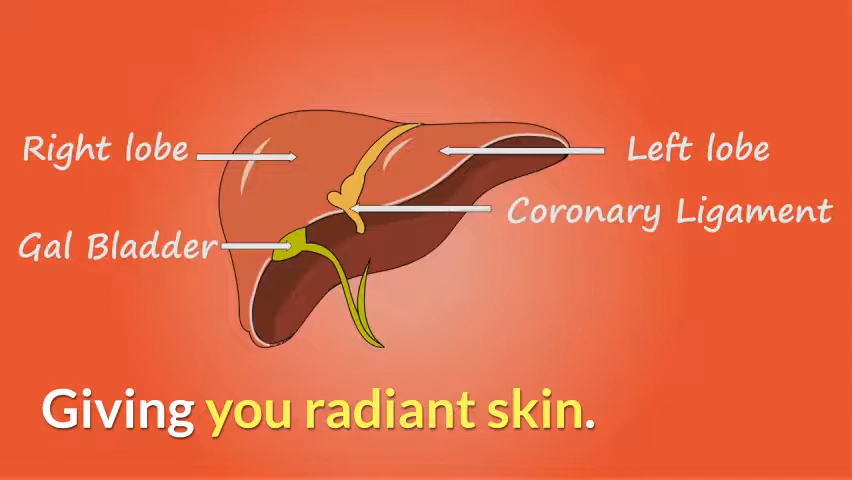 Right lobe
Left lobe
Coronary Ligament
Gal Bladder
Giving you radiant skin.